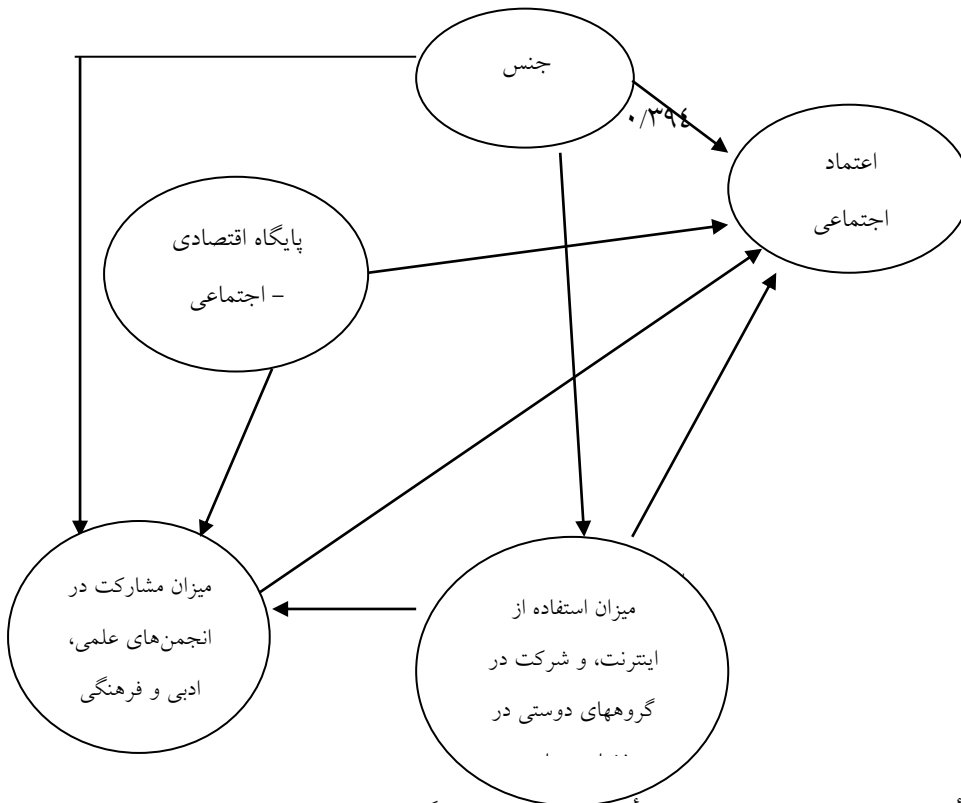 جنس
۰/۳۹٤
اعتماد
اجتماعی
پایگاه اقتصادی
– اجتماعی
میزان مشارکت در
انجمن‌های علمی،
ادبی و فرهنگی
میزان استفاده از
اینترنت، و شرکت در
گروههای دوستی در